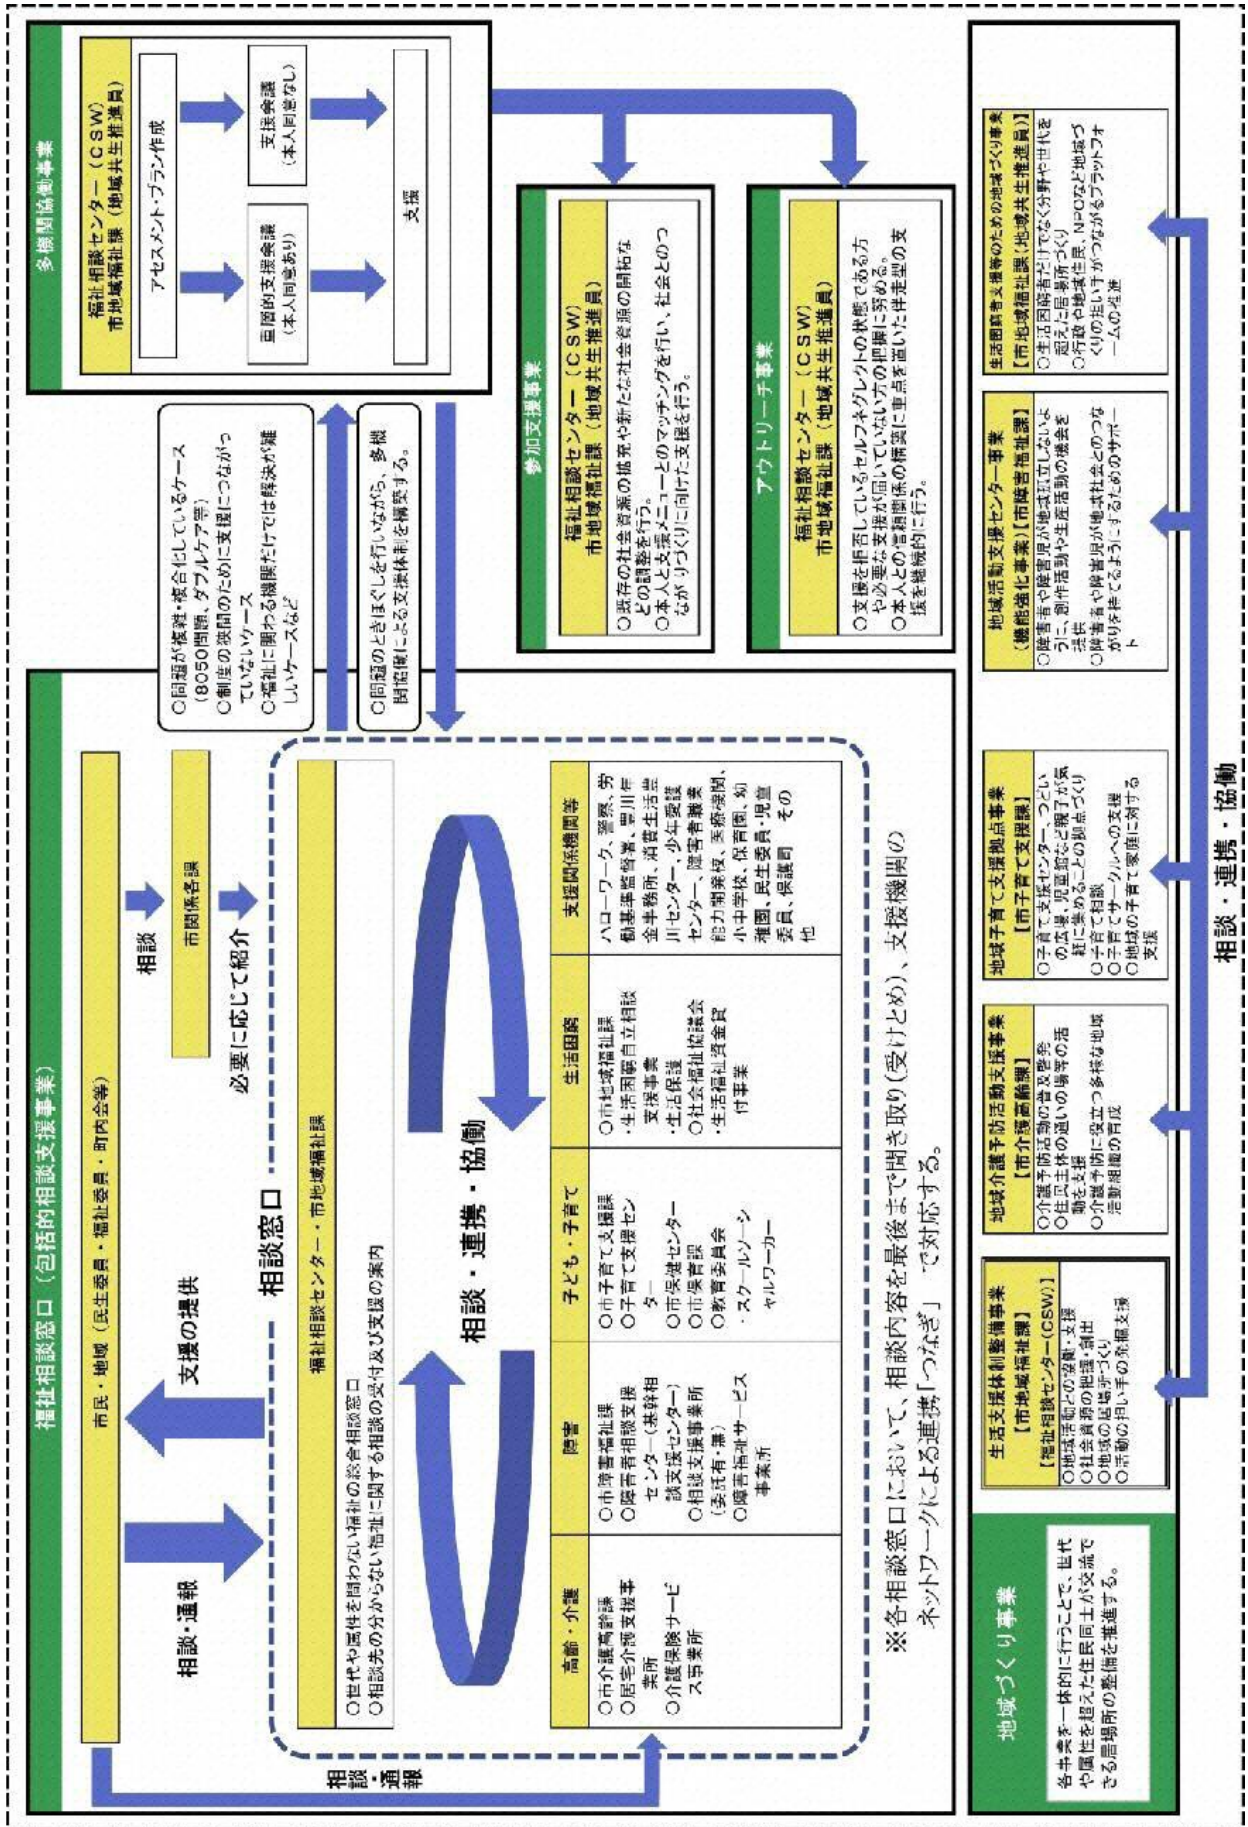 福祉相談窓口(包括的相談支援事業)
市民・地域(民生委員・福祉委員・町内会等)
相談・通報
支援の提供
相談
市関係各課
必要に応じて紹介
相談・通報
相談窓口
福祉相談センター・市地域福祉課
○世代や属性を問わない福祉の総合相談窓口
○相談先の分からない福祉に関する相談の受付及び支援の案内
相談・連携・協働
高齢・介護
○市介護高齢課
○居宅介護支援事
業所
○介護保険サービ
ス事業所
障害
○市障害福祉課
○障害者相談支援
センター(基幹相
談支援センター)
○相談支援事業所
(委託有・無)
○障害福祉サービス
事業所
子ども・子育て
○市子育て支援課
○子育て支援セン
ター
○市保健センター
○市保育課
○教育委員会
・スクールソーシ
ャルワーカー
生活困窮
○市地域福祉課
・生活困窮自立相談
支援事業
・生活保護
○社会福祉協議会
・生活福祉資金貸
付事業
支援関係機関等
ハローワーク、警察、労
働基準監督署、豊川年
金事務所、消費生活豊
川センター、少年愛護
センター、障害者職業
能力開発校、医療機関、
小中学校、保育園、幼
稚園、民生委員・児童
委員、保護司 その
他
※各相談窓口において、相談内容を最後まで聞き取り(受けとめ)、支援機関の
ネットワークによる連携「つなぎ」で対応する。
○問題が複雑・複合化しているケース
(8050問題、ダブルケア等)
○制度の狭間のために支援につながっ
ていないケース
○福祉に関わる機関だけでは解決が難
しいケースなど
○問題のときほぐしを行いながら、多機
関協働による支援体制を構築する。
多機関協働事業
福祉相談センター(CSW)
市地域福祉課(地域共生推進員)
アセスメント・プラン作成
重層的支援会議
(本人同意あり)
支援会議
(本人同意なし)
支援
参加支援事業
福祉相談センター(CSW)
市地域福祉課(地域共生推進員)
○既存の社会資源の拡充や新たな社会資源の開拓な
どの調整を行う。
○本人と支援メニューとのマッチングを行い、社会とのつ
ながりづくりに向けた支援を行う。
アウトリーチ事業
福祉相談センター(CSW)
市地域福祉課(地域共生推進員)
○支援を拒否しているセルフネグレクトの状態である方
や必要な支援が届いていない方の把握に努める。
○本人との信頼関係の構築に重点を置いた伴走型の支
援を継続的に行う。
地域づくり事業
各事業を一体的に行うことで、世代
や属性を超えた住民同士が交流で
きる居場所の整備を推進する。
生活支援体制整備事業
【市地域福祉課】
【福祉相談センター(CSW)】
○地域活動との協働・支援
○社会資源の把握・創出
○地域の居場所づくり
○活動の担い手の発掘支援
地域介護予防活動支援事業
【市介護高齢課】
○介護予防活動の普及啓発
○住民主体の通いの場等の活
動を支援
○介護予防に役立つ多様な地域
活動組織の育成
地域子育て支援拠点事業
【市子育て支援課】
○子育て支援センター、つどい
の広場、児童館など親子が気
軽に集めることの拠点づくり
○子育て相談
○子育てサークルへの支援
○地域の子育て家庭に対する
支援
地域活動支援センター事業
(機能強化事業)【市障害福祉課】
○障害者や障害児が地域孤立しないよ
うに、創作活動や生産活動の機会を
提供
○障害者や障害児が地域社会とのつな
がりを持てるようにするためのサポー
ト
生活困窮者支援等のための地域づくり事業
【市地域福祉課(地域共生推進員)】
○生活困窮者だけでなく分野や世代を
超えた居場所づくり
○行政や地域住民、NPOなど地域づ
くりの担い手がつながるプラットフォ
ームの推進
相談・連携・協働